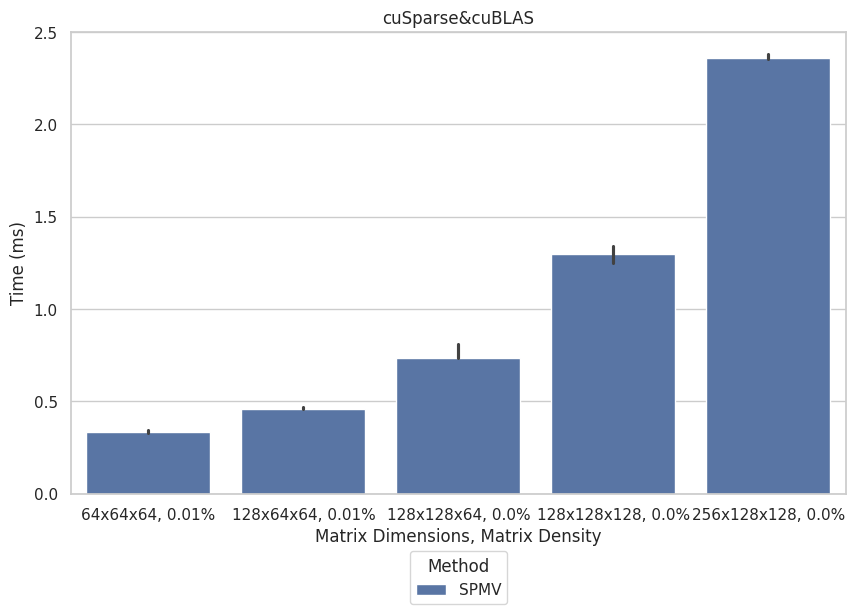 cuSparse&cuBLAS
2.5
2.0
1.5
1.0
0.5
0.0
Time (ms)
64x64x64, 0.01%
128x64x64, 0.01%
128x128x64, 0.0%
128x128x128, 0.0%
256x128x128, 0.0%
Matrix Dimensions, Matrix Density
Method
SPMV